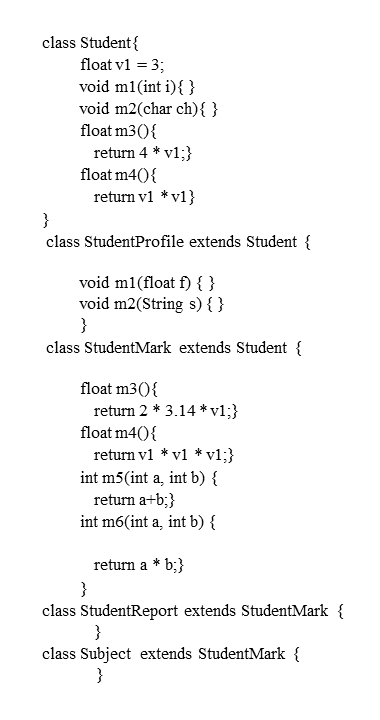 class Student{
float v1 = 3;
void m1(int i){ }
void m2(char ch){ }
float m3(){
return 4 * v1;}
float m4(){
return v1 * v1}
}
class StudentProfile extends Student {
void m1(float f) { }
void m2(String s) { }
}
class StudentMark extends Student {
float m3(){
return 2 * 3.14 * v1;}
float m4(){
return v1 * v1 * v1;}
int m5(int a, int b) {
return a+b;}
int m6(int a, int b) {
return a * b;}
}
class StudentReport extends StudentMark {
}
class Subject extends StudentMark {
}